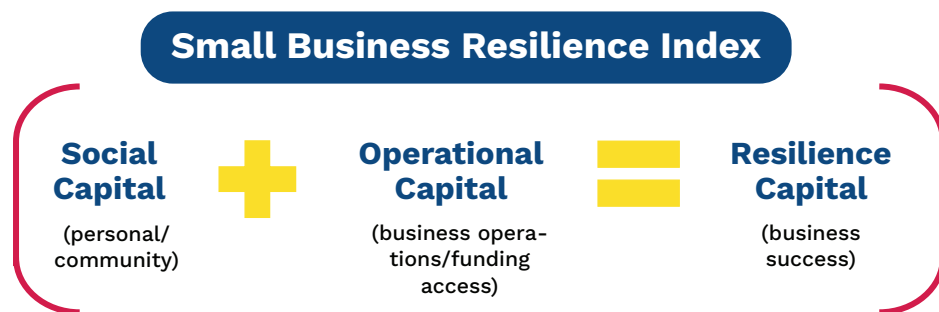 Small Business Resilience Index
Social
Capital
(personal/
community)
Operational
Capital
(business opera-
tions/funding
access)
Resilience
Capital
(business
success)